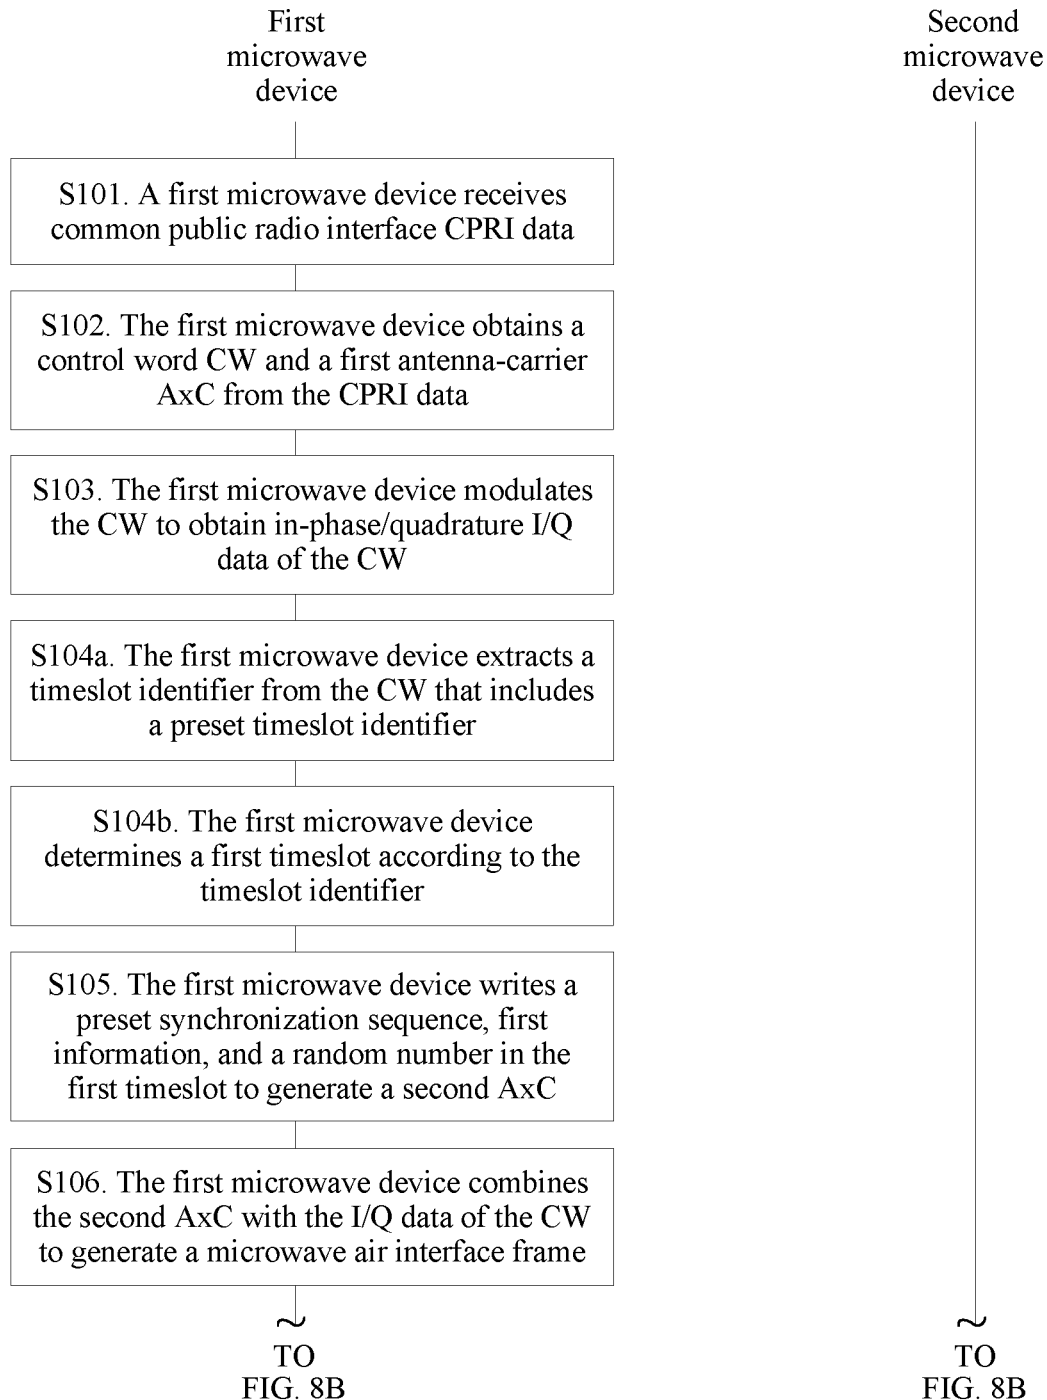 First
microwave
device
Second
microwave
device
S101. A first microwave device receives
common public radio interface CPRI data
S102. The first microwave device obtains a
control word CW and a first antenna-carrier
AxC from the CPRI data
S103. The first microwave device modulates
the CW to obtain in-phase/quadrature I/Q
data of the CW
S104a. The first microwave device extracts a
timeslot identifier from the CW that includes
a preset timeslot identifier
S104b. The first microwave device
determines a first timeslot according to the
timeslot identifier
S105. The first microwave device writes a
preset synchronization sequence, first
information, and a random number in the
first timeslot to generate a second AxC
S106. The first microwave device combines
the second AxC with the I/Q data of the CW
to generate a microwave air interface frame
TO
FIG. 8B
TO
FIG. 8B